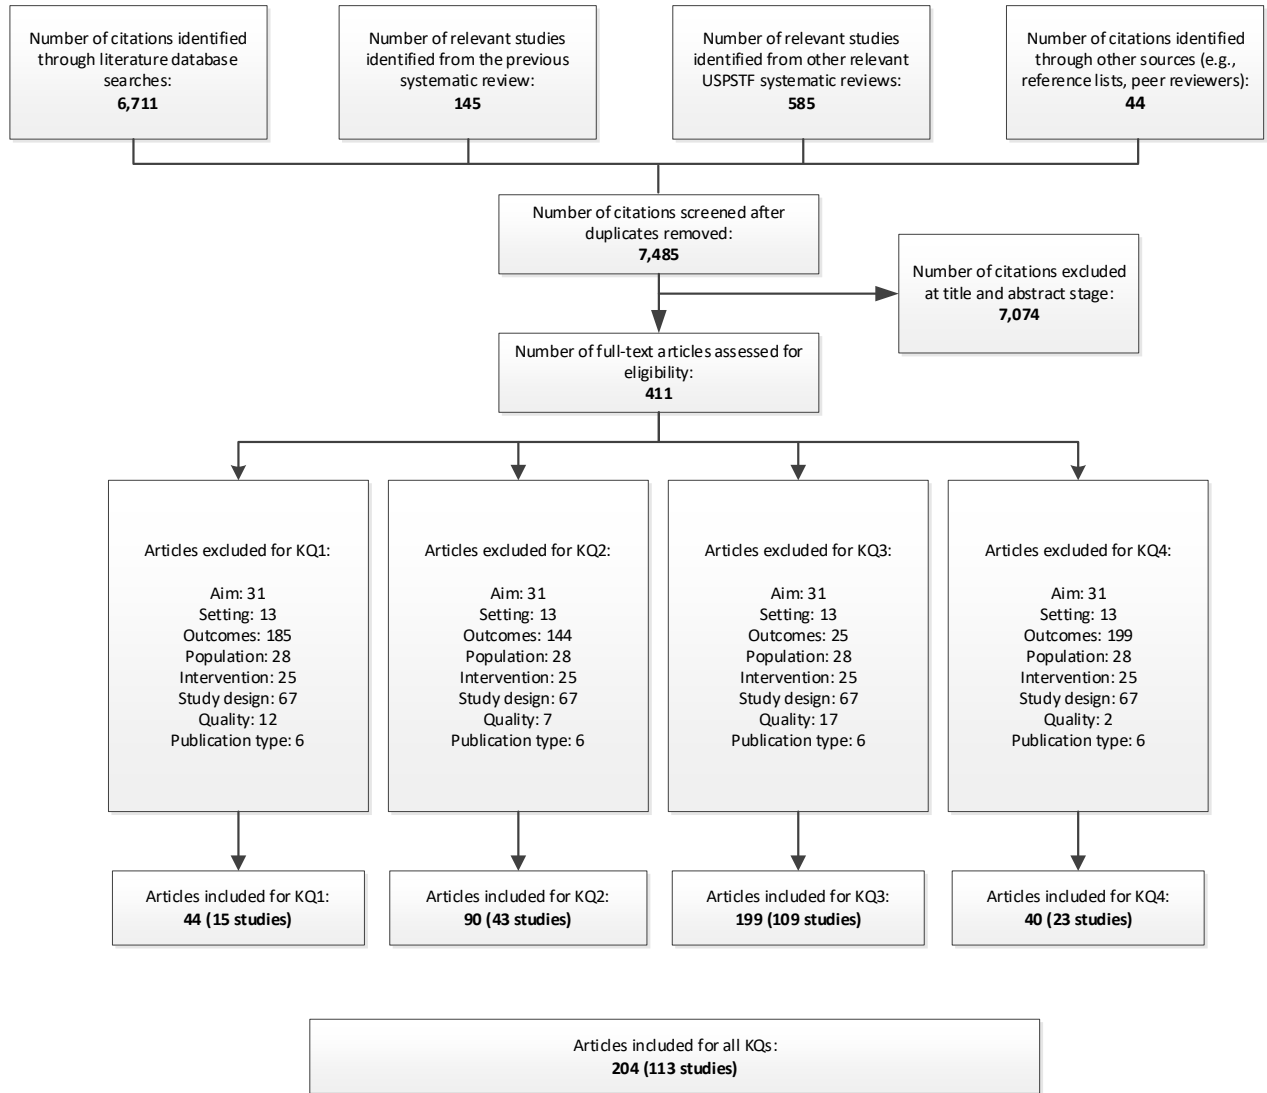 Number of citations identified
through literature database
searches:
6,711
Number of relevant studies
identified from the previous
systematic review:
145
Number of relevant studies
identified from other relevant
USPSTF systematic reviews:
585
Number of citations identified
through other sources (e.g.,
reference lists, peer reviewers):
44
Number of citations screened after
duplicates removed:
7,485
Number of citations excluded
at title and abstract stage:
7,074
Number of full-text articles assessed for
eligibility:
411
Articles excluded for KQ1:
Aim: 31
Setting: 13
Outcomes: 185
Population: 28
Intervention: 25
Study design: 67
Quality: 12
Publication type: 6
Articles excluded for KQ2:
Aim: 31
Setting: 13
Outcomes: 144
Population: 28
Intervention: 25
Study design: 67
Quality: 7
Publication type: 6
Articles excluded for KQ3:
Aim: 31
Setting: 13
Outcomes: 25
Population: 28
Intervention: 25
Study design: 67
Quality: 17
Publication type: 6
Articles excluded for KQ4:
Aim: 31
Setting: 13
Outcomes: 199
Population: 28
Intervention: 25
Study design: 67
Quality: 2
Publication type: 6
Articles included for KQ1:
44 (15 studies)
Articles included for KQ2:
90 (43 studies)
Articles included for KQ3:
199 (109 studies)
Articles included for KQ4:
40 (23 studies)
Articles included for all KQs:
204 (113 studies)